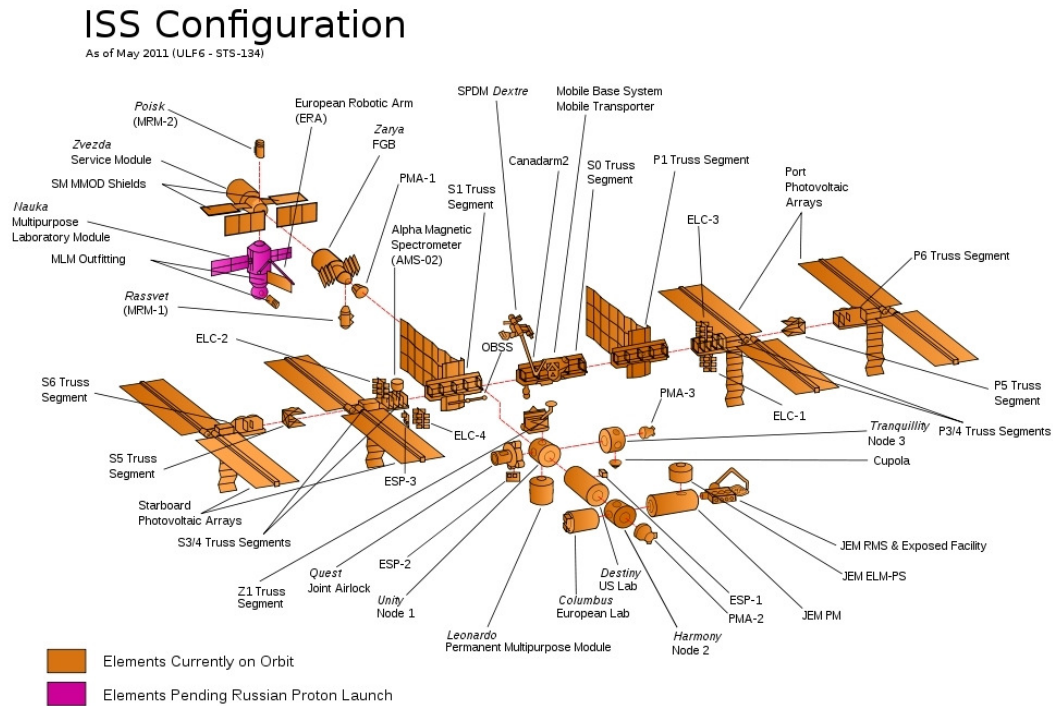 ISS Configuration
As of May 2011 (ULF6 - STS-134)
Poisk
(MRM-2)
European Robotic Arm
(ERA)
Zvezda
Service Module
Zarya
FGB
SM MMOD Shields
PMA-1
Nauka
Multipurpose
Laboratory Module
MLM Outfitting
Rassvet
(MRM-1)
Alpha Magnetic
Spectrometer
(AMS-02)
S1 Truss
Segment
SPDM Dextre
Mobile Base System
Mobile Transporter
Canadarm2
S0 Truss
Segment
P1 Truss Segment
Port
Photovoltaic
Arrays
ELC-3
P6 Truss Segment
ELC-2
OBSS
S6 Truss
Segment
PMA-3
P5 Truss
Segment
ELC-1
ELC-4
Tranquillity
Node 3
P3/4 Truss Segments
S5 Truss
Segment
ESP-3
Cupola
Starboard
Photovoltaic Arrays
S3/4 Truss Segments
JEM RMS & Exposed Facility
ESP-2
Quest
Joint Airlock
Z1 Truss
Segment
Unity
Node 1
Destiny
US Lab
JEM ELM-PS
Columbus
European Lab
ESP-1
PMA-2
JEM PM
Leonardo
Permanent Multipurpose Module
Harmony
Node 2
Elements Currently on Orbit
Elements Pending Russian Proton Launch